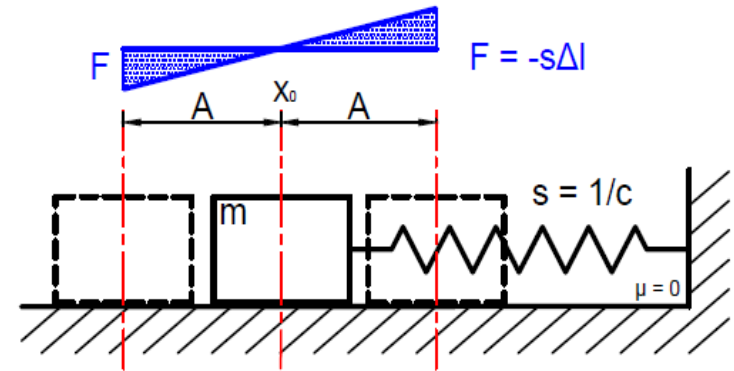 F
F = -sΔl
A
X₀
A
m
s = 1/c
μ = 0